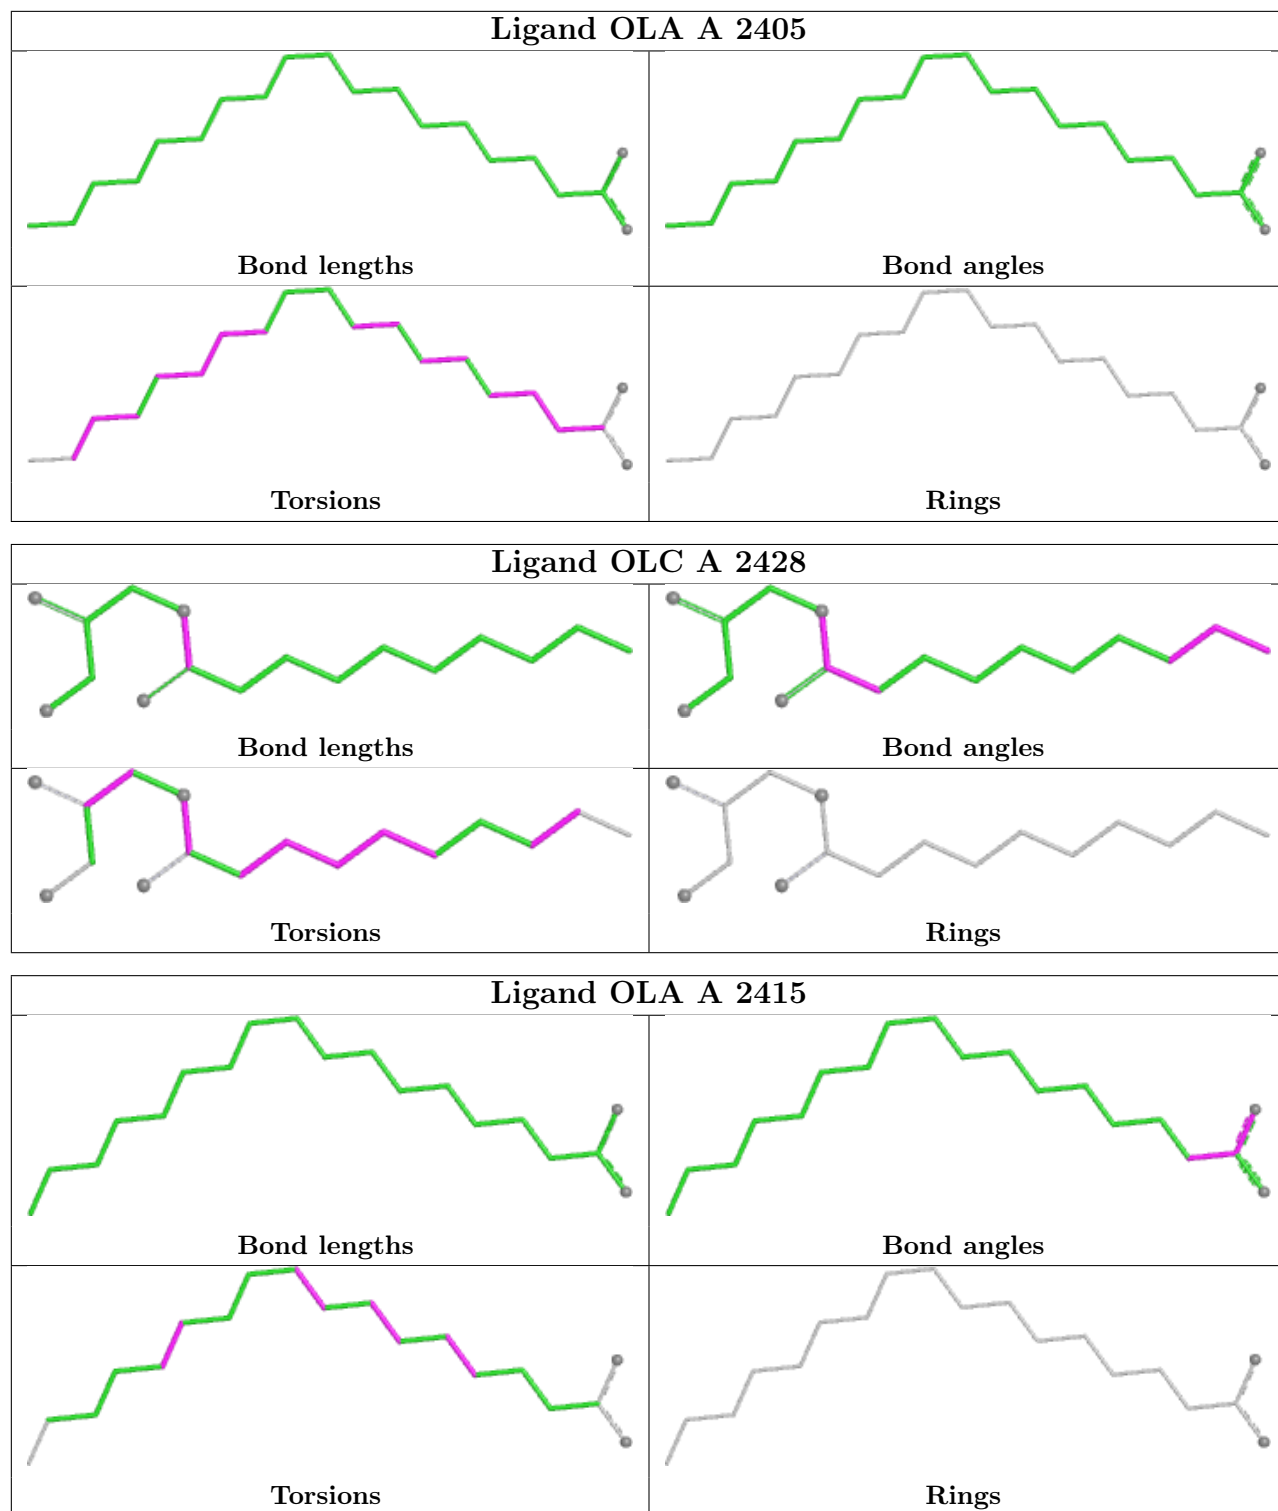 Ligand OLA A 2405
Bond lengths
Bond angles
Torsions
Rings
Ligand OLC A 2428
Bond lengths
Bond angles
Torsions
Rings
Ligand OLA A 2415
Bond lengths
Bond angles
Torsions
Rings